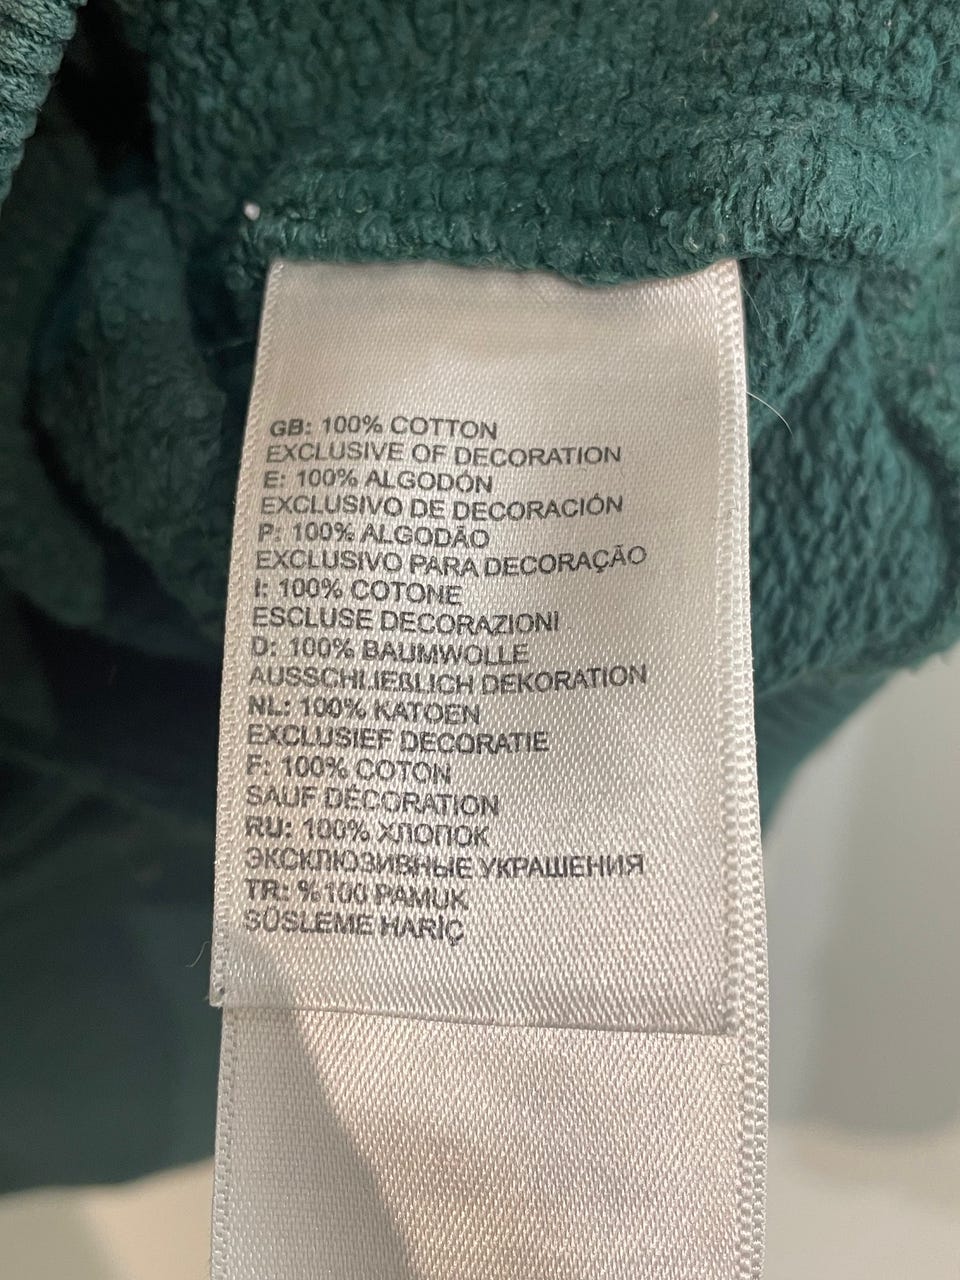 GB: 100% COTTON
EXCLUSIVE OF DECORATION
E: 100% ALGODÓN
EXCLUSIVO DE DECORACIÓN
P: 100% ALGODÃO
EXCLUSIVO PARA DECORAÇÃO
I: 100% COTONE
ESCLUSE DECORAZIONI
D: 100% BAUMWOLLE
AUSSCHLIEßLICH DEKORATION
NL: 100% KATOEN
EXCLUSIEF DECORATIE
F: 100% COTON
SAUF DÉCORATION
RU: 100% ХЛОПОК
ЭКСКЛЮЗИВНЫЕ УКРАШЕНИЯ
TR: %100 PAMUK
SÜSLEME HARİÇ